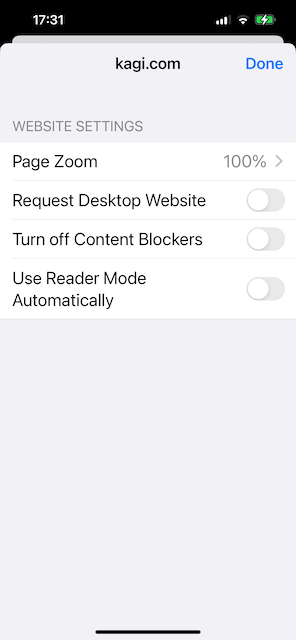 17:31
kagi.com
Done
WEBSITE SETTINGS
Page Zoom 100%
Request Desktop Website
Turn off Content Blockers
Use Reader Mode
Automatically